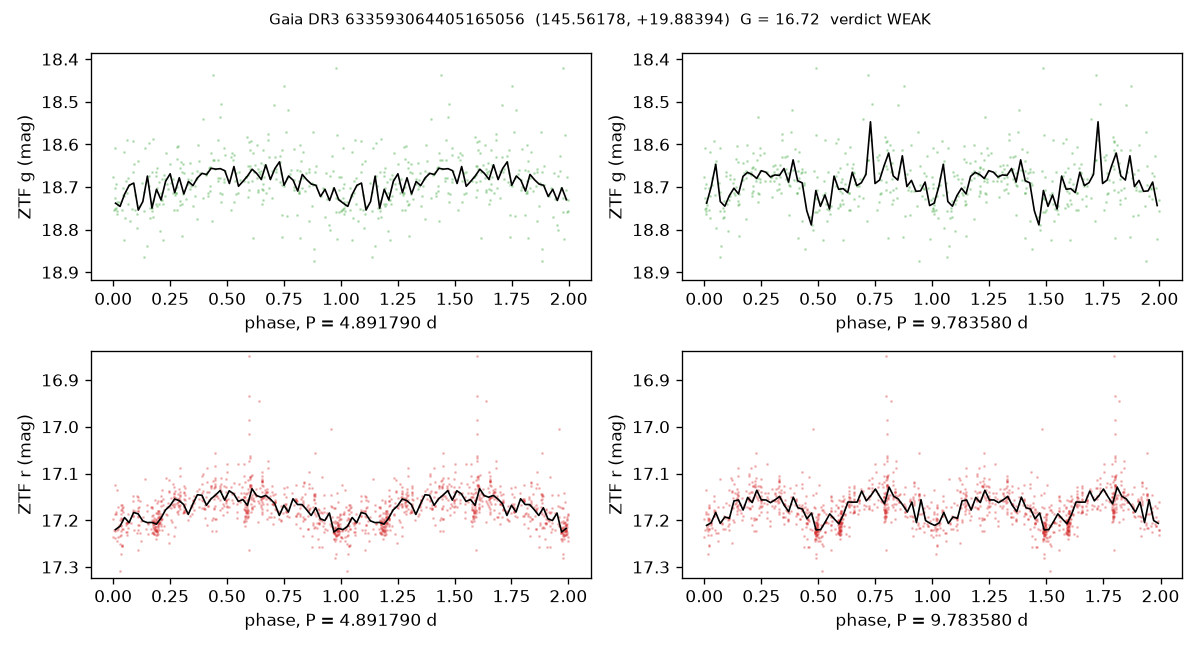 Gaia DR3 633593064405165056  (145.56178, +19.88394)  G = 16.72  verdict WEAK
18.4
18.5
18.6
18.7
18.8
18.9
ZTF g (mag)
0.00 0.25 0.50 0.75 1.00 1.25 1.50 1.75 2.00
phase, P = 4.891790 d
18.4
18.5
18.6
18.7
18.8
18.9
ZTF g (mag)
0.00 0.25 0.50 0.75 1.00 1.25 1.50 1.75 2.00
phase, P = 9.783580 d
16.9
17.0
17.1
17.2
17.3
ZTF r (mag)
0.00 0.25 0.50 0.75 1.00 1.25 1.50 1.75 2.00
phase, P = 4.891790 d
16.9
17.0
17.1
17.2
17.3
ZTF r (mag)
0.00 0.25 0.50 0.75 1.00 1.25 1.50 1.75 2.00
phase, P = 9.783580 d